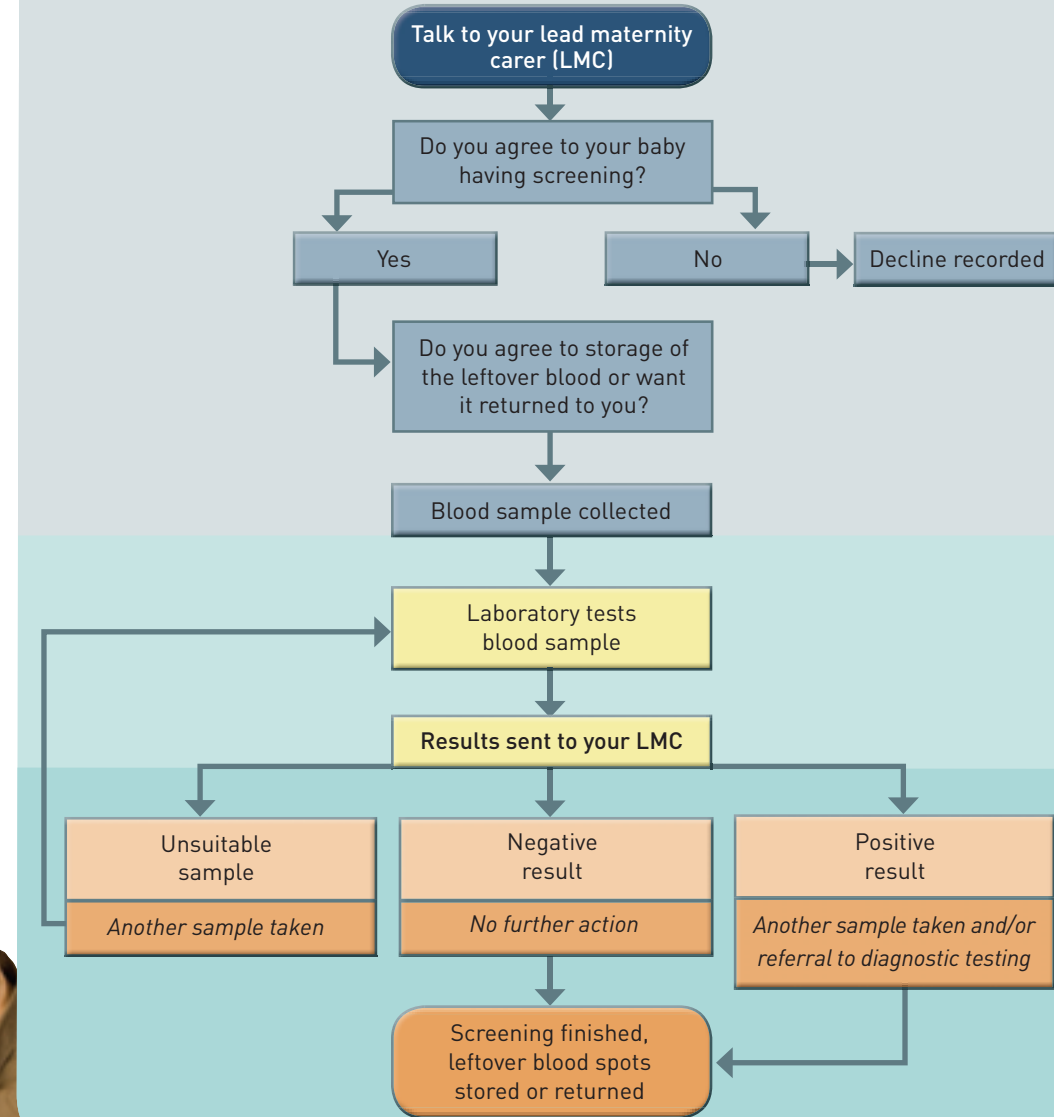 Talk to your lead maternity
carer (LMC)
Do you agree to your baby
having screening?
Yes
No
Decline recorded
Do you agree to storage of
the leftover blood or want
it returned to you?
Blood sample collected
Laboratory tests
blood sample
Results sent to your LMC
Unsuitable
sample
Another sample taken
Negative
result
No further action
Positive
result
Another sample taken and/or
referral to diagnostic testing
Screening finished,
leftover blood spots
stored or returned